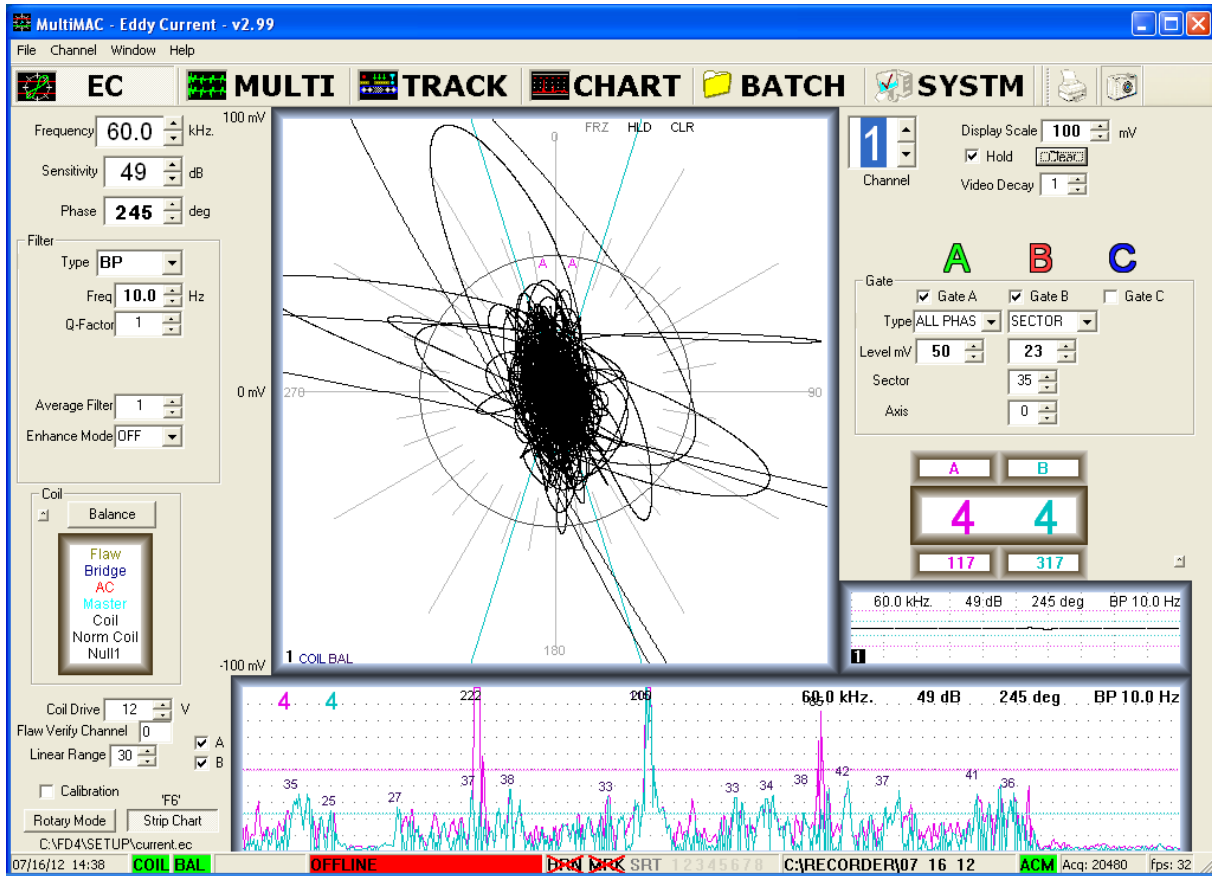 MultiMAC - Eddy Current - v2.99
File Channel Window Help
EC MULTI TRACK CHART BATCH SYSTM
Frequency 60.0 kHz.
Sensitivity 49 dB
Phase 245 deg
Filter
Type BP
Freq 10.0 Hz
Q-Factor 1
Average Filter 1
Enhance Mode OFF
Coil
Balance
Flaw
Bridge
AC
Master
Coil
Norm Coil
Null1
Coil Drive 12 V
Flaw Verify Channel 0
Linear Range 30
A
B
Calibration
'F6'
Rotary Mode Strip Chart
C:\FD4\SETUP\current.ec
100 mV
0 mV
-100 mV
FRZ HLD CLR
0
A A
270 90
180
1 COIL BAL
1
Channel
Display Scale 100 mV
Hold Clear
Video Decay 1
A B C
Gate
Gate A Gate B Gate C
Type ALL PHAS SECTOR
Level mV 50 23
Sector 35
Axis 0
A B
4 4
117 317
60.0 kHz. 49 dB 245 deg BP 10.0 Hz
1
4 4 222 60.0 kHz. 49 dB 245 deg BP 10.0 Hz
35 25 27 37 38 33 33 34 38 42 37 41 36
07/16/12 14:38 COIL BAL OFFLINE HRN MRK SRT 1 2 3 4 5 6 7 8 C:\RECORDER\07_16_12 ACM Acq: 20480 fps: 32